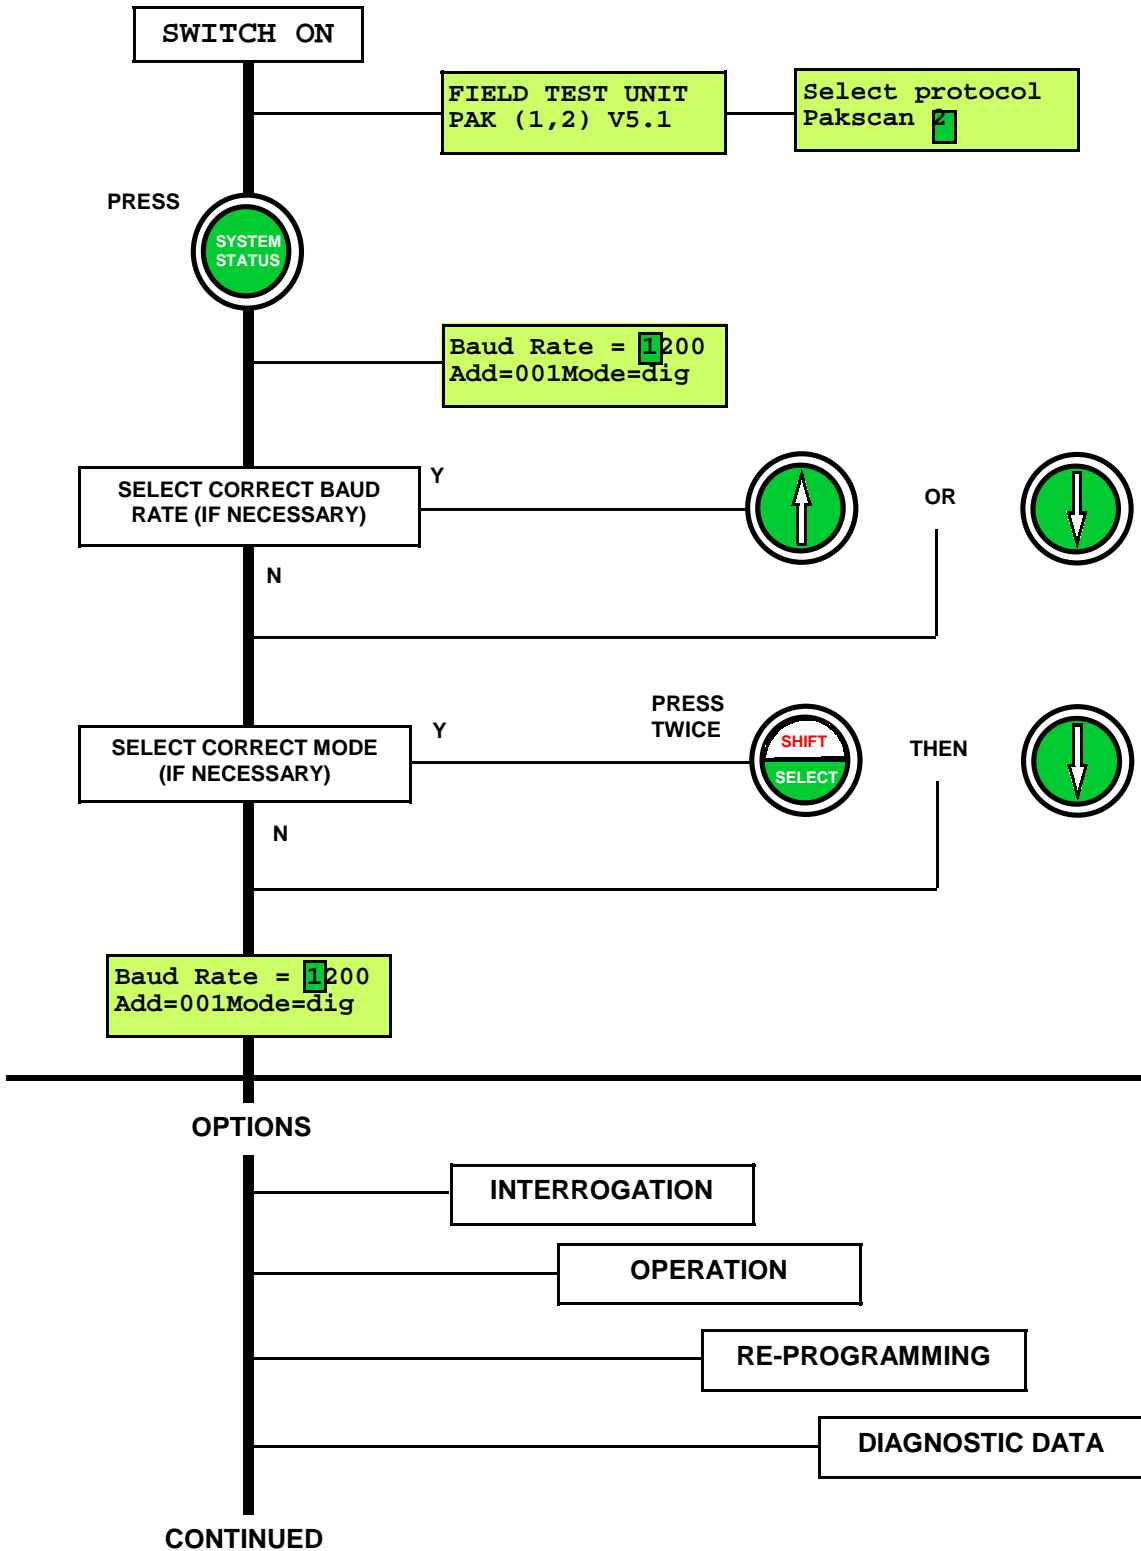 SWITCH ON
FIELD TEST UNIT
PAK (1,2) V5.1
Select protocol
Pakscan 2
PRESS
SYSTEM
STATUS
Baud Rate = 1200
Add=001Mode=dig
SELECT CORRECT BAUD
RATE (IF NECESSARY)
Y
OR
N
SELECT CORRECT MODE
(IF NECESSARY)
Y
PRESS
TWICE
SHIFT
SELECT
THEN
N
Baud Rate = 1200
Add=001Mode=dig
OPTIONS
INTERROGATION
OPERATION
RE-PROGRAMMING
DIAGNOSTIC DATA
CONTINUED